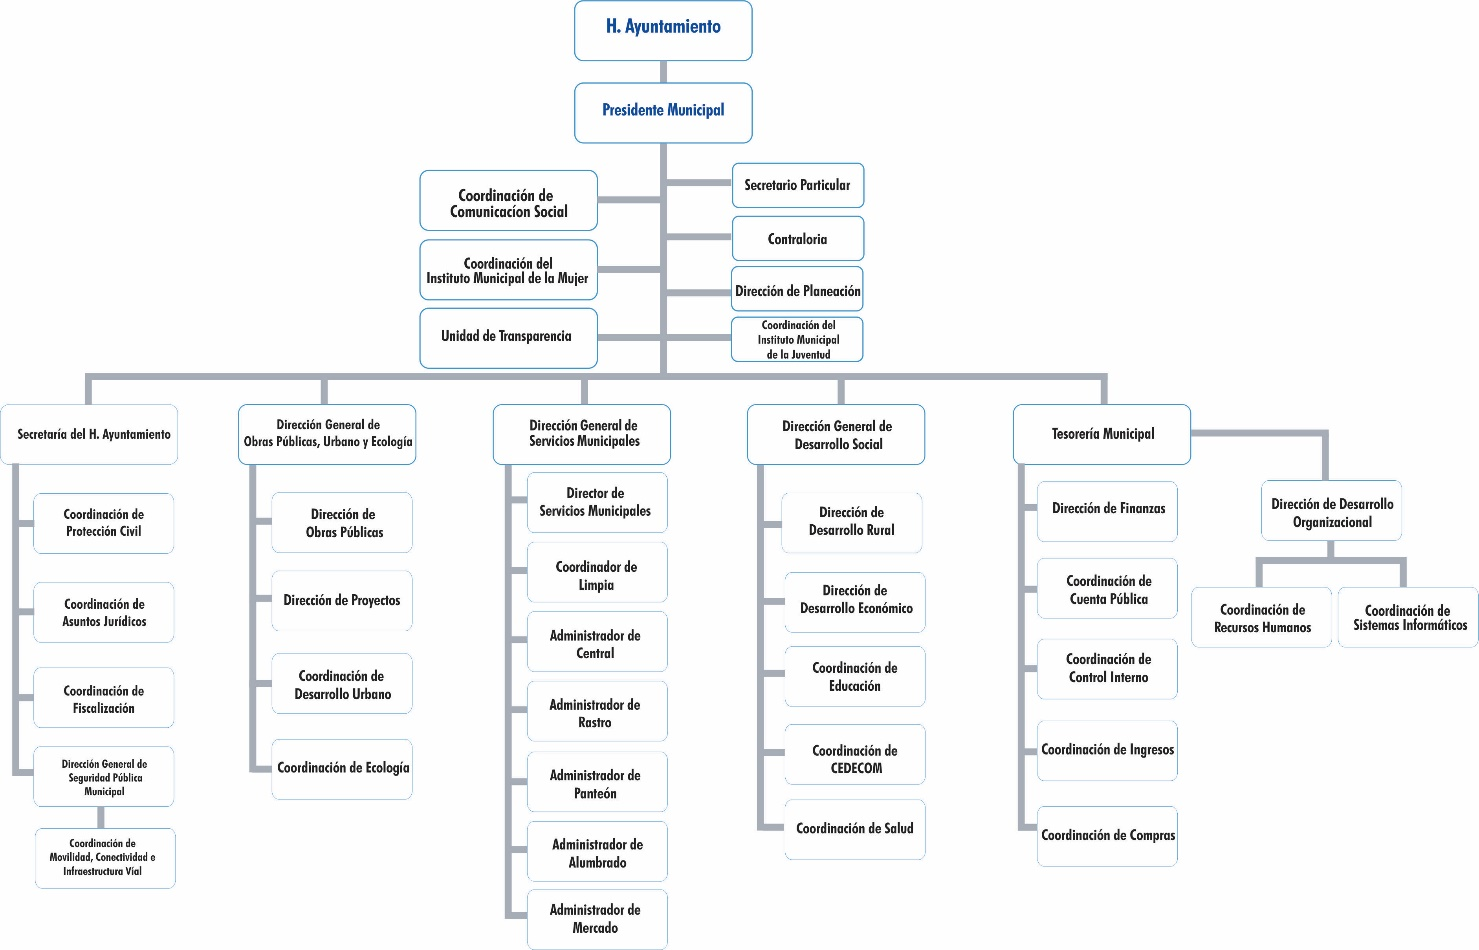 H. Ayuntamiento
Presidente Municipal
Coordinación de
Comunicacíon Social
Secretario Particular
Contraloria
Coordinación del
Instituto Municipal de la Mujer
Dirección de Planeación
Unidad de Transparencia
Coordinación del
Instituto Municipal
de la Juventud
Secretaría del H. Ayuntamiento
Coordinación de
Protección Civil
Coordinación de
Asuntos Jurídicos
Coordinación de
Fiscalización
Dirección General de
Seguridad Pública
Municipal
Coordinación de
Movilidad, Conectividad e
Infraestructura Víal
Dirección General de
Obras Públicas, Urbano y Ecología
Dirección de
Obras Públicas
Dirección de Proyectos
Coordinación de
Desarrollo Urbano
Coordinación de Ecología
Dirección General de
Servicios Municipales
Director de
Servicios Municipales
Coordinador de
Limpia
Administrador de
Central
Administrador de
Rastro
Administrador de
Panteón
Administrador de
Alumbrado
Administrador de
Mercado
Dirección General de
Desarrollo Social
Dirección de
Desarrollo Rural
Dirección de
Desarrollo Económico
Coordinación de
Educación
Coordinación de
CEDECOM
Coordinación de Salud
Tesorería Municipal
Dirección de Finanzas
Coordinación de
Cuenta Pública
Coordinación de
Control Interno
Coordinación de Ingresos
Coordinación de Compras
Dirección de Desarrollo
Organizacional
Coordinación de
Recursos Humanos
Coordinación de
Sistemas Informáticos